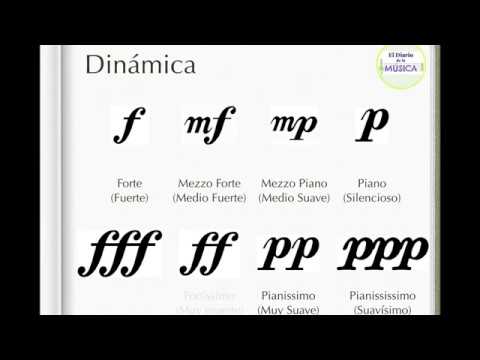 El Diario
de la
MÚSICA
Dinámica
f mf mp p
Forte Mezzo Forte Mezzo Piano Piano
(Fuerte) (Medio Fuerte) (Medio Suave) (Silencioso)
fff ff pp ppp
Fortissimo Pianissimo Pianississimo
(Muy Suave) (Suavísimo)